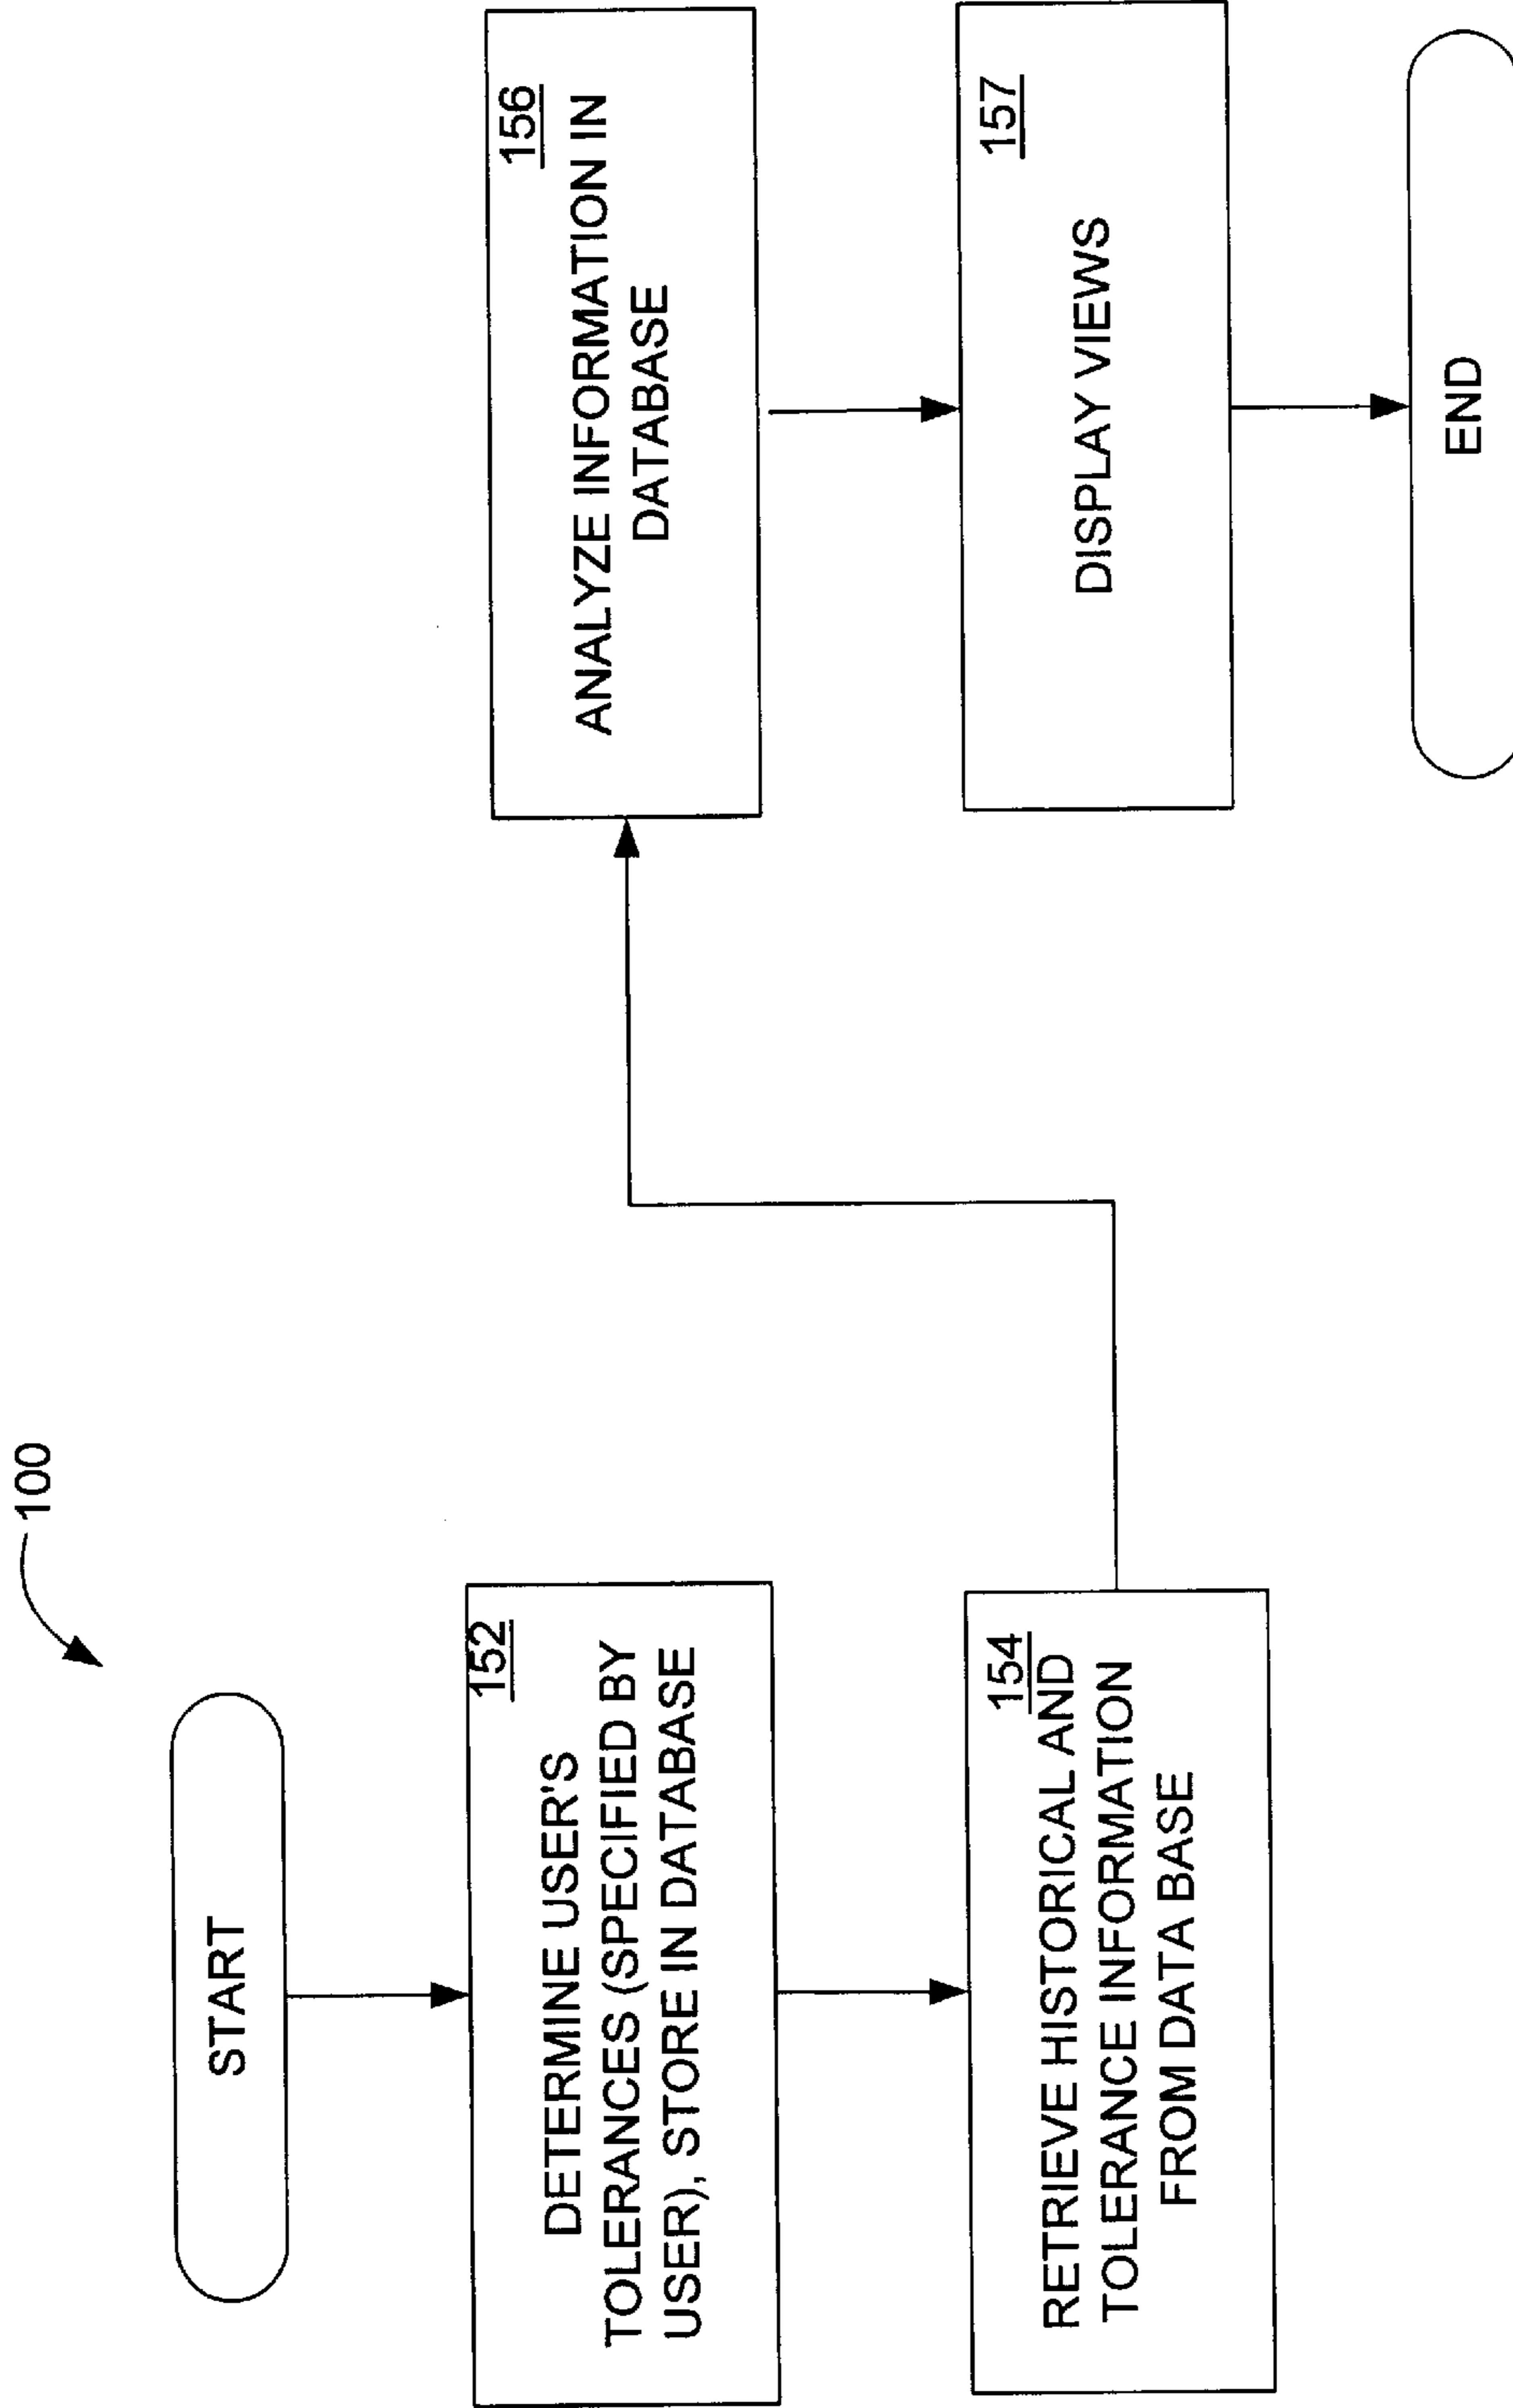 100
START
152
DETERMINE USER'S
TOLERANCES (SPECIFIED BY
USER), STORE IN DATABASE
154
RETRIEVE HISTORICAL AND
TOLERANCE INFORMATION
FROM DATA BASE
156
ANALYZE INFORMATION IN
DATABASE
157
DISPLAY VIEWS
END